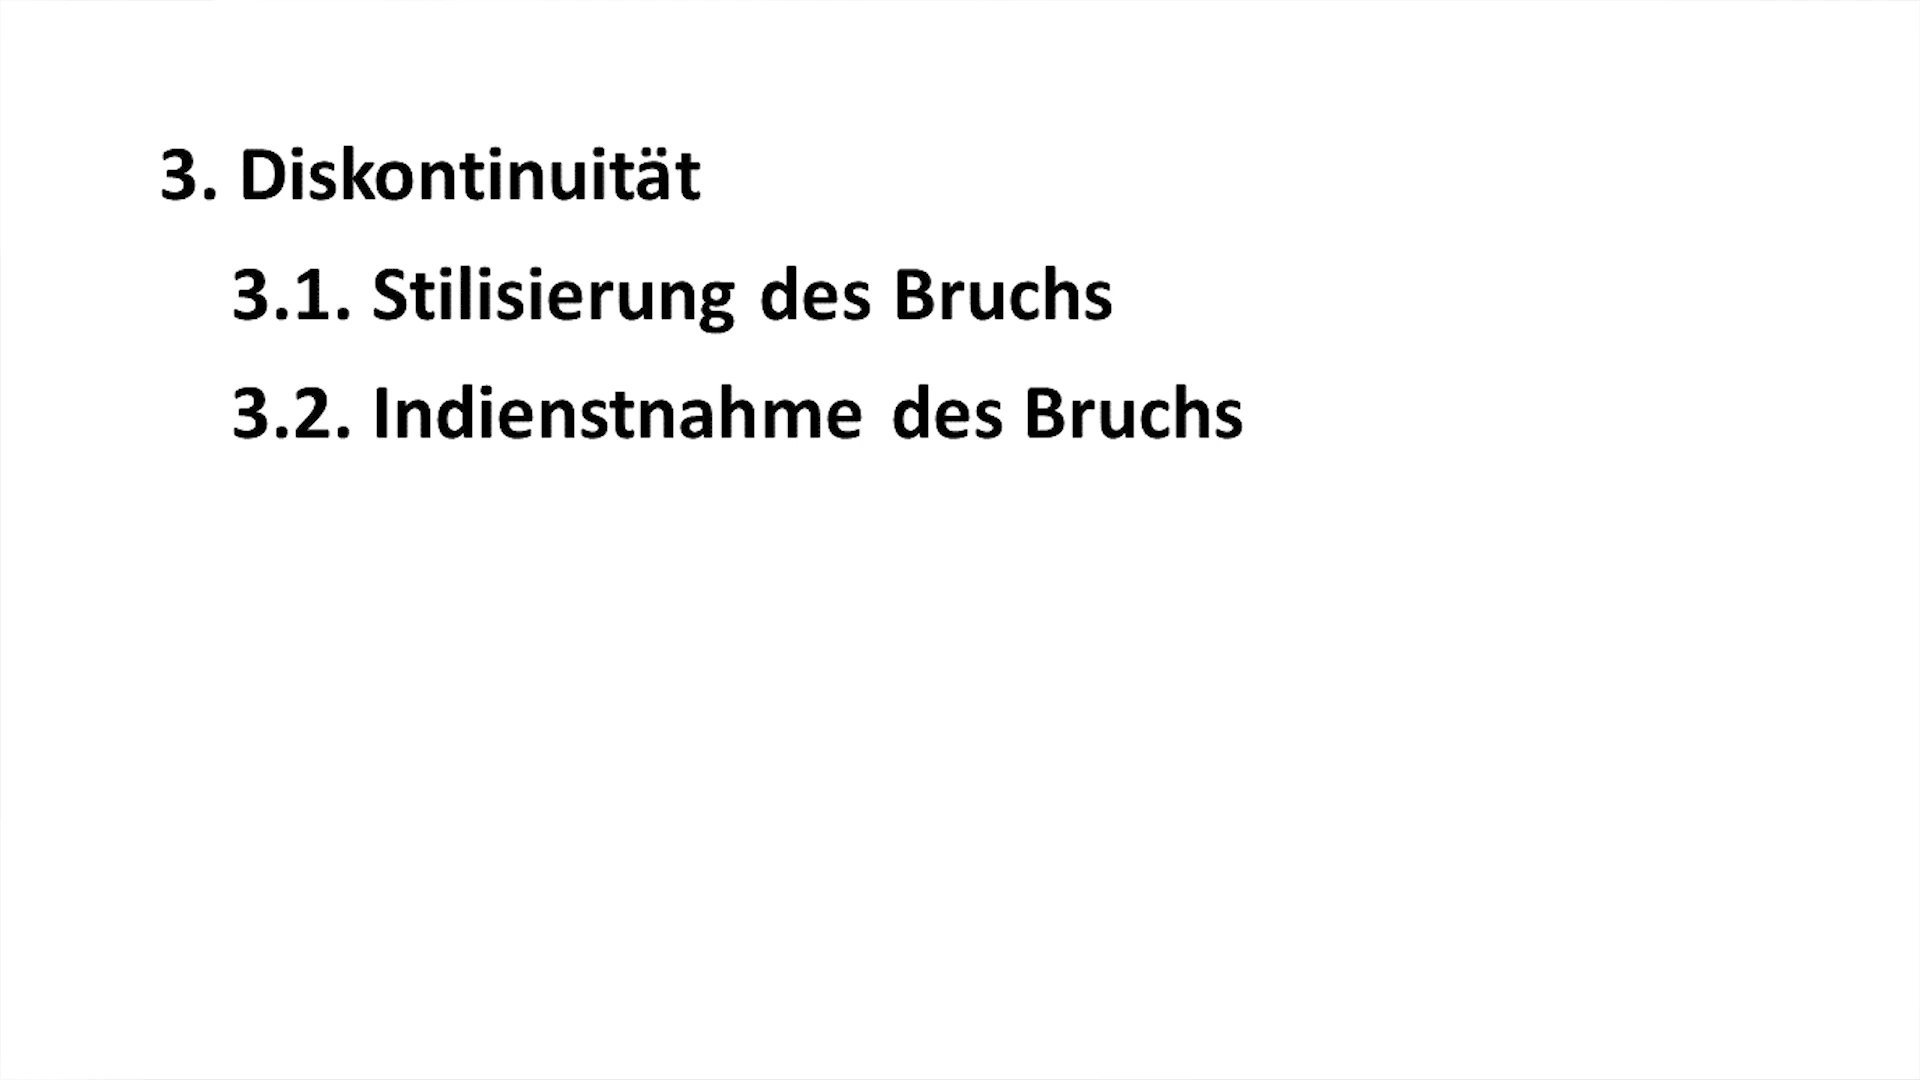 3. Diskontinuität
3.1. Stilisierung des Bruchs
3.2. Indienstnahme des Bruchs